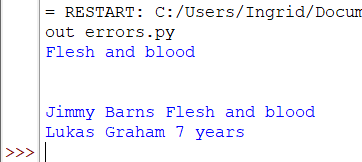 = RESTART: C:/Users/Ingrid/Docum
out errors.py
Flesh and blood
Jimmy Barns Flesh and blood
Lukas Graham 7 years
>>>